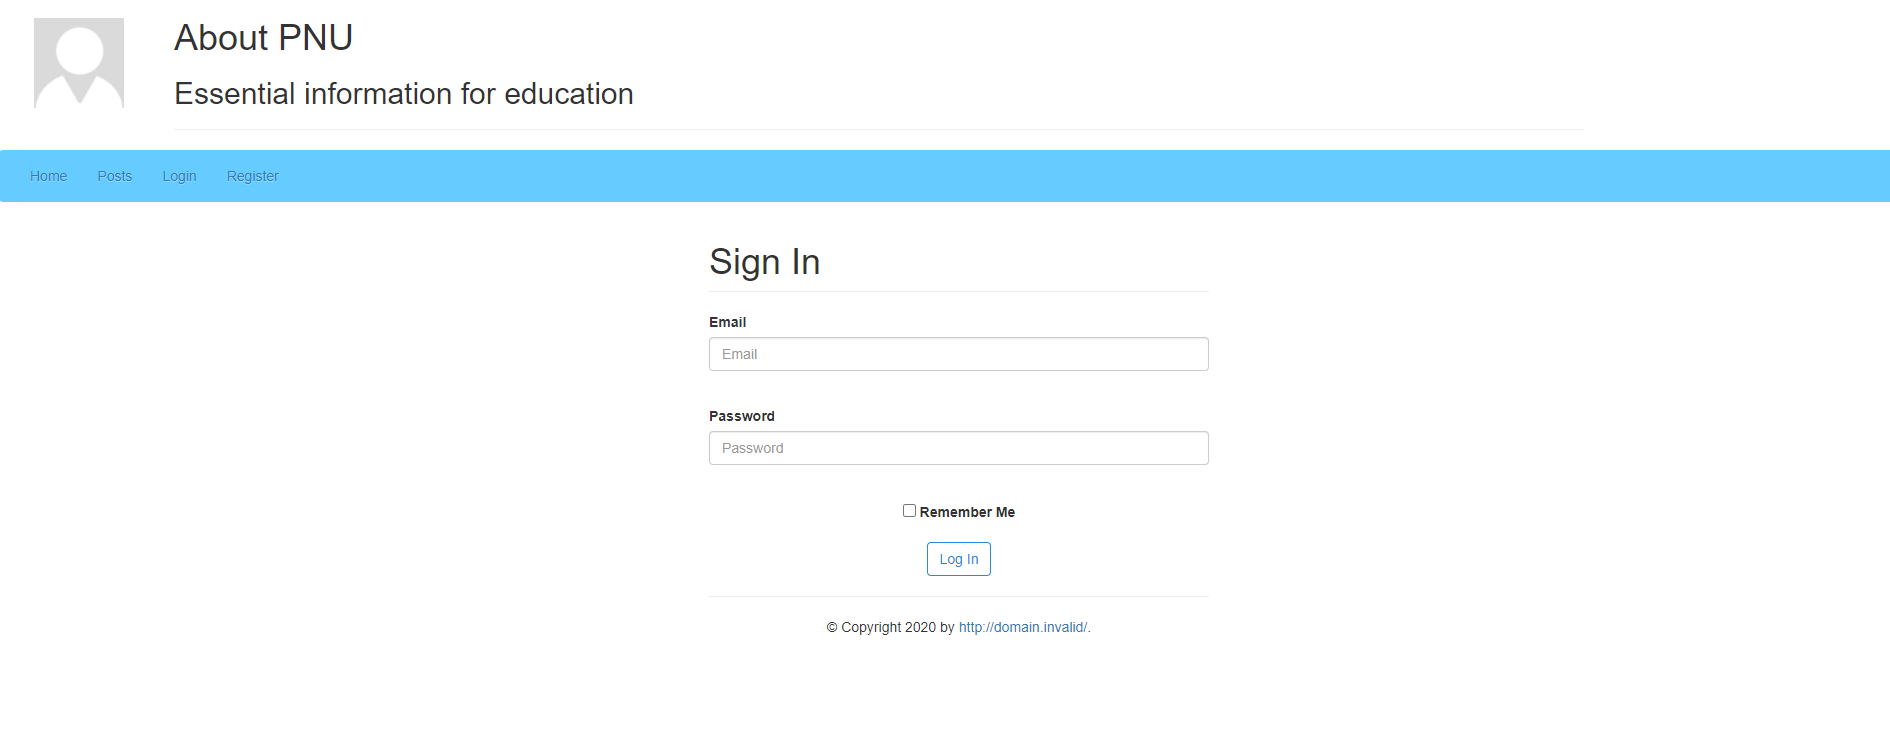 About PNU
Essential information for education
Home Posts Login Register
Sign In
Email
Email
Password
Password
Remember Me
Log In
© Copyright 2020 by http://domain.invalid/.